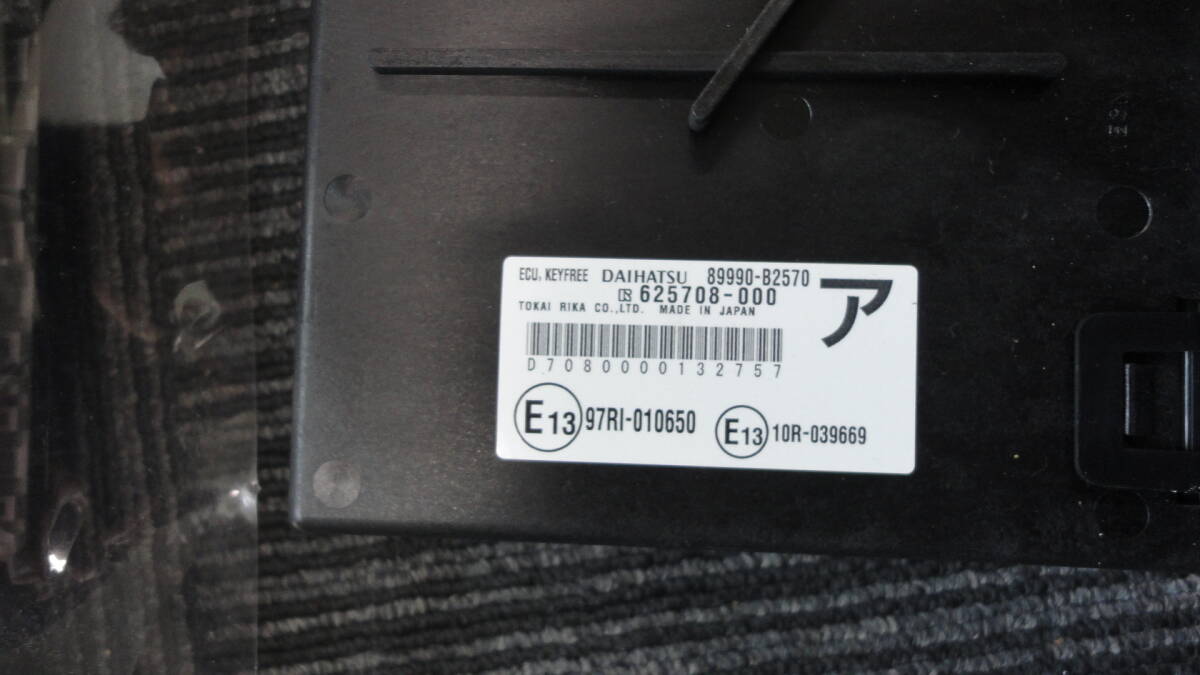 ECU, KEYFREE DAIHATSU 89990-B2570
625708-000
ア
TOKAI RIKA CO.,LTD. MADE IN JAPAN
D7080000132757
E13 97RI-010650
E13 10R-039669